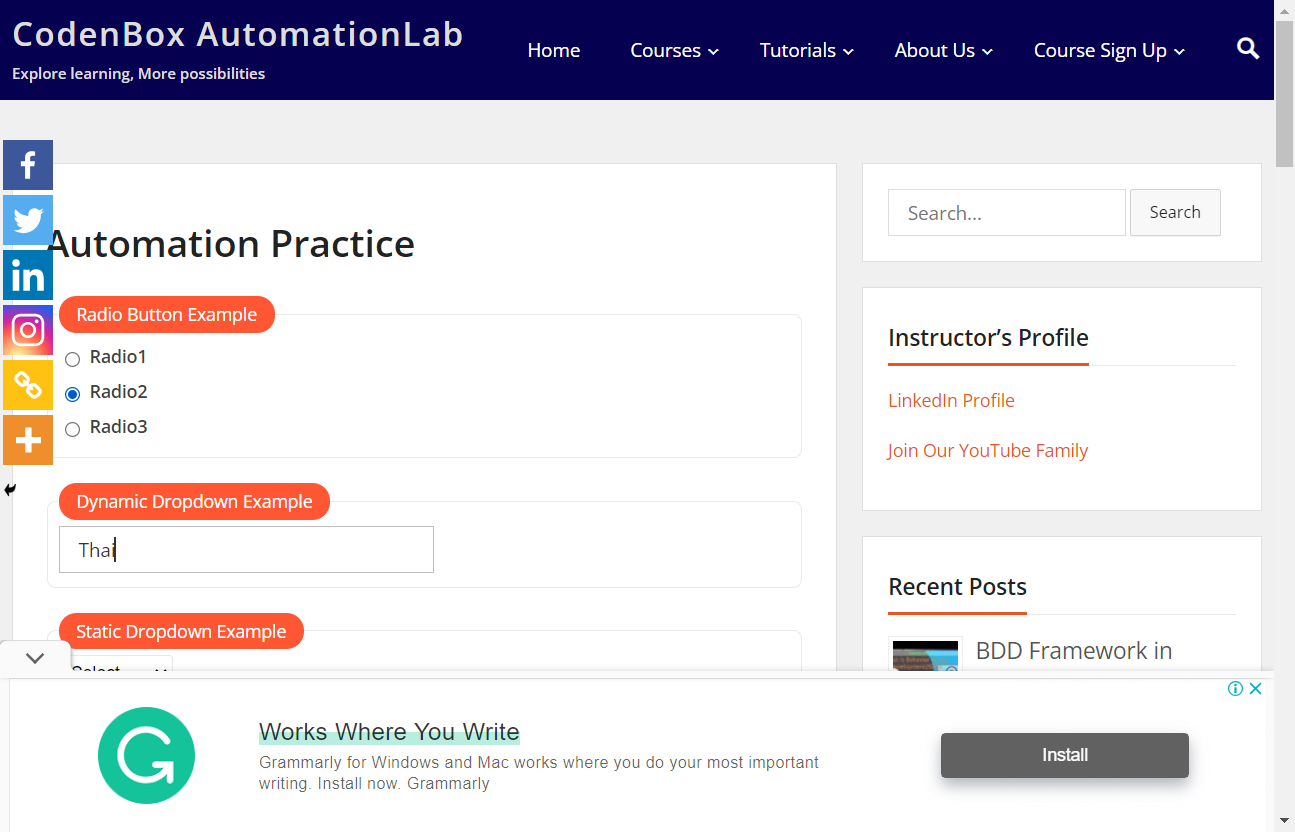 CodenBox AutomationLab
Explore learning, More possibilities
Home
Courses
Tutorials
About Us
Course Sign Up
Automation Practice
Radio Button Example
Radio1
Radio2
Radio3
Dynamic Dropdown Example
Thai
Static Dropdown Example
Select
Search...
Search
Instructor’s Profile
LinkedIn Profile
Join Our YouTube Family
Recent Posts
BDD Framework in
Works Where You Write
Grammarly for Windows and Mac works where you do your most important
writing. Install now. Grammarly
Install